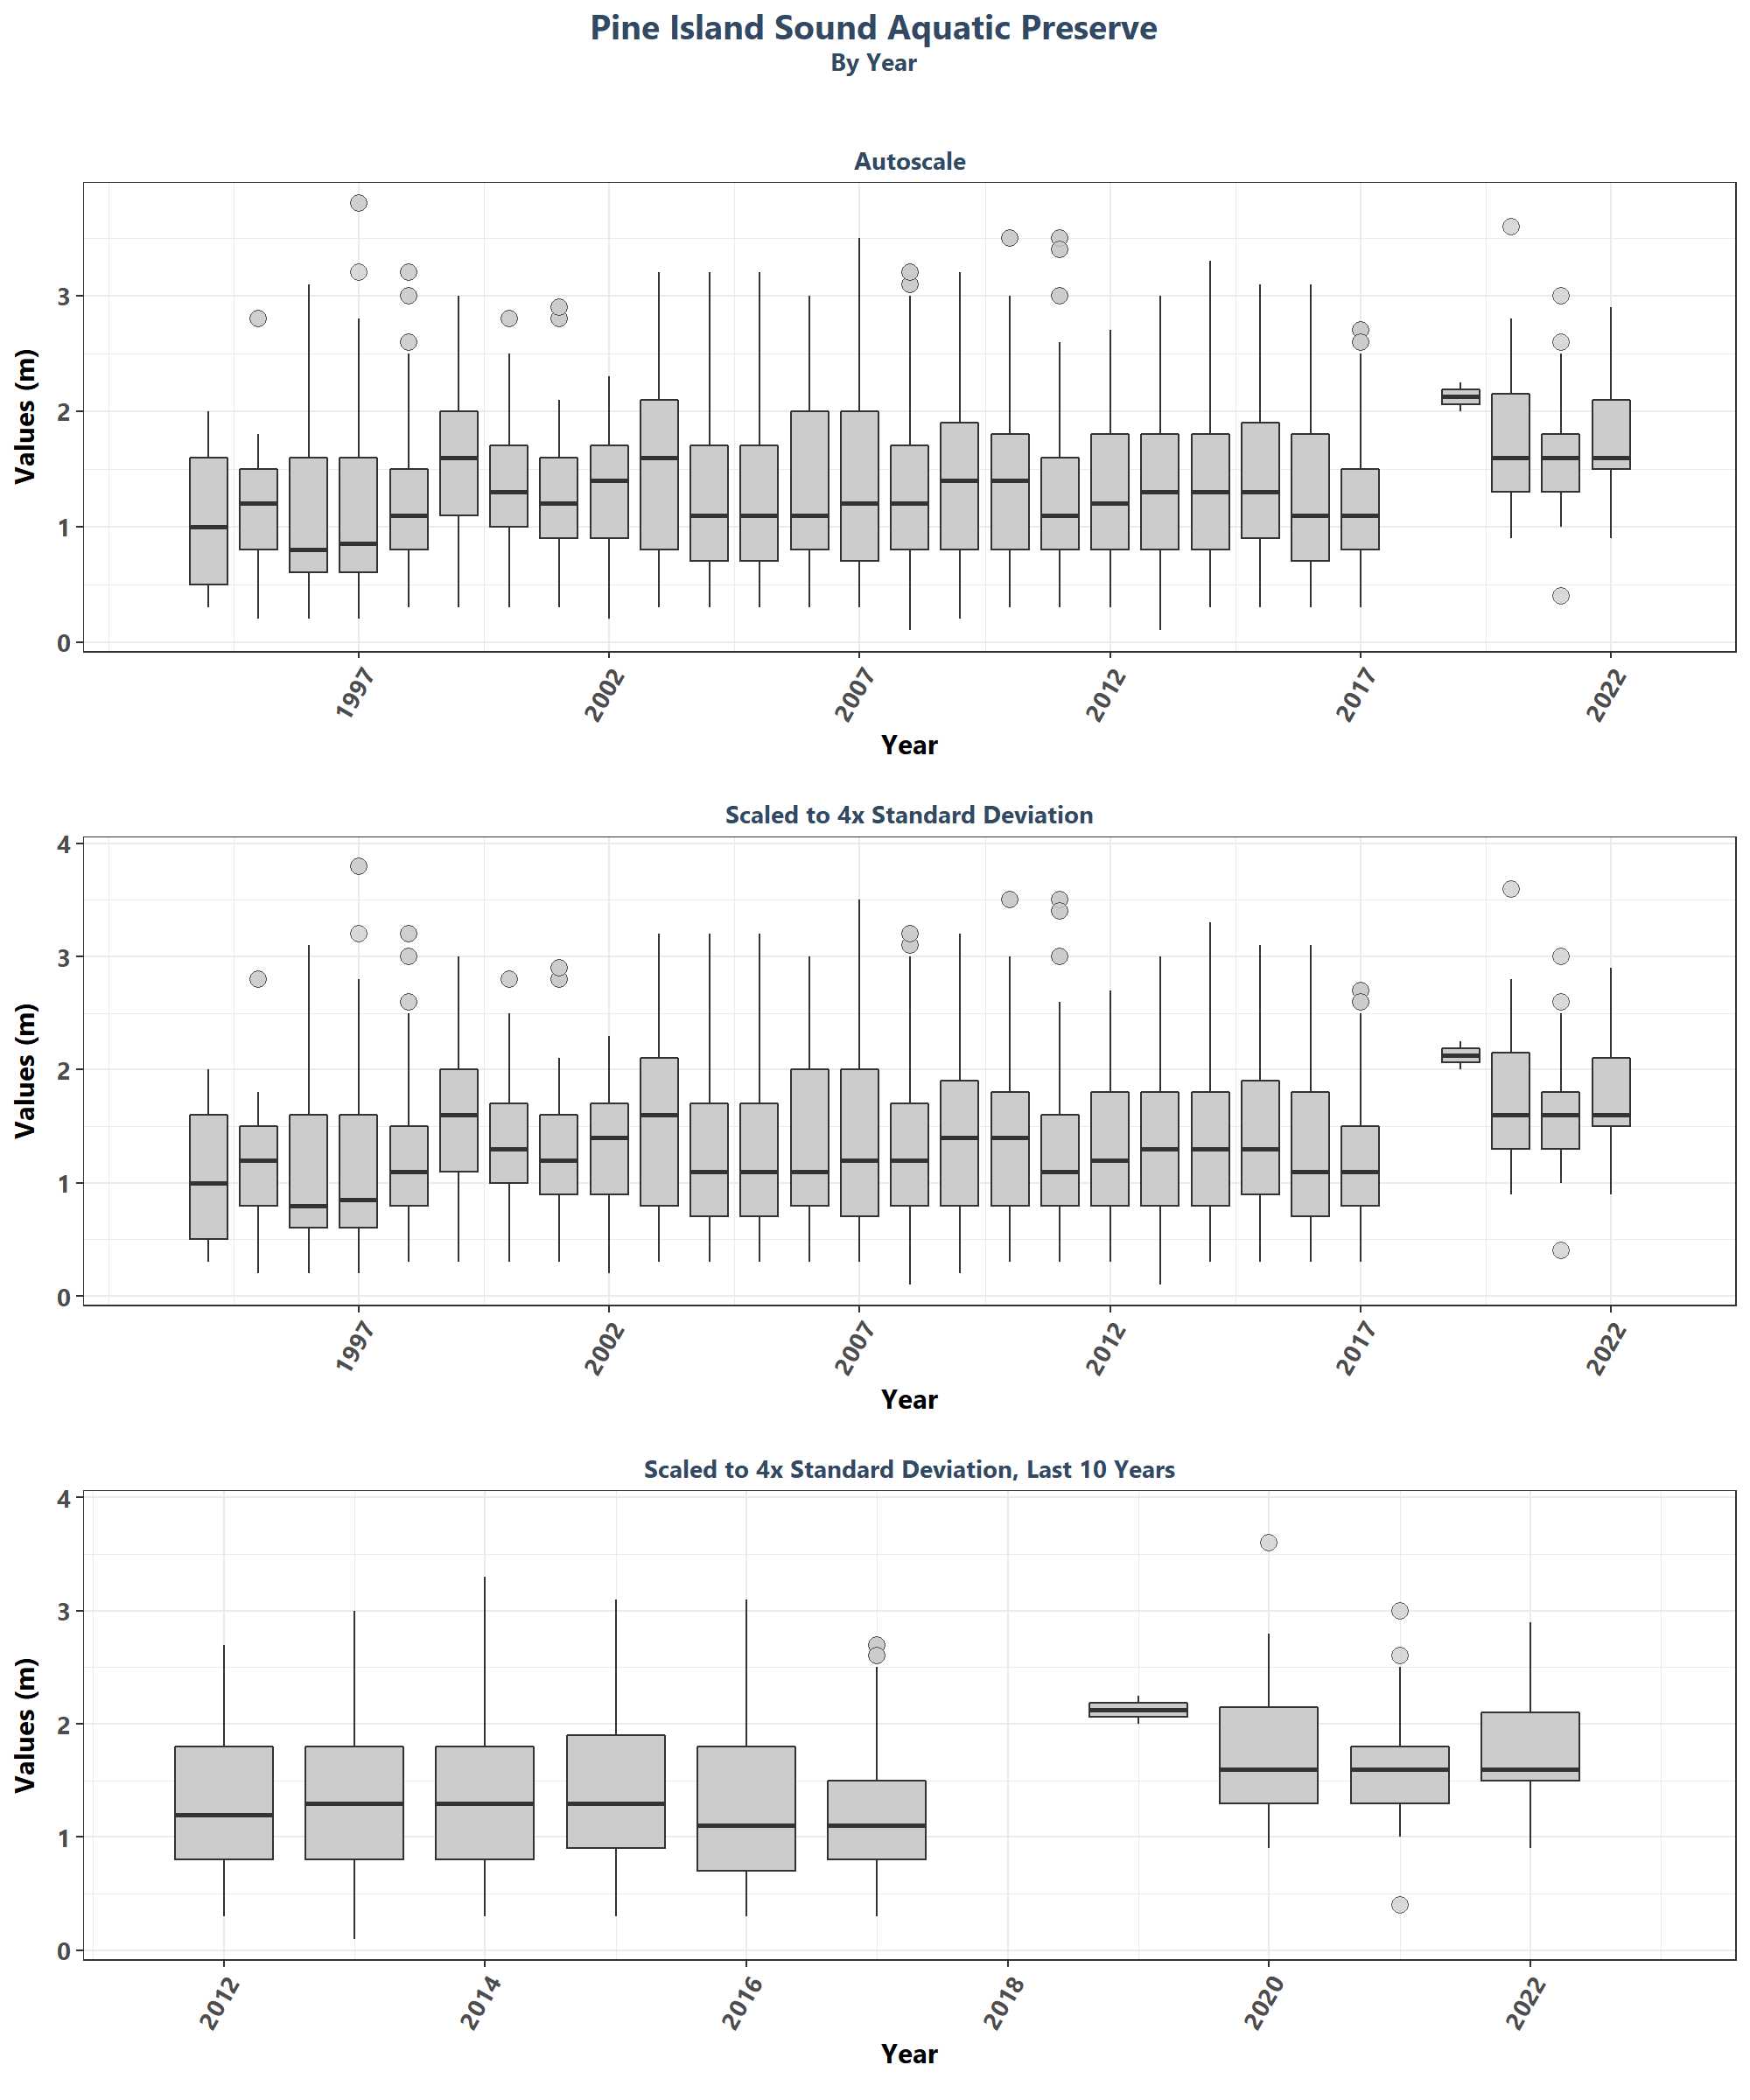 Pine Island Sound Aquatic Preserve
By Year
Autoscale
Values (m)
3
2
1
0
1997 2002 2007 2012 2017 2022
Year
Scaled to 4x Standard Deviation
Values (m)
4
3
2
1
0
1997 2002 2007 2012 2017 2022
Year
Scaled to 4x Standard Deviation, Last 10 Years
Values (m)
4
3
2
1
0
2012 2014 2016 2018 2020 2022
Year